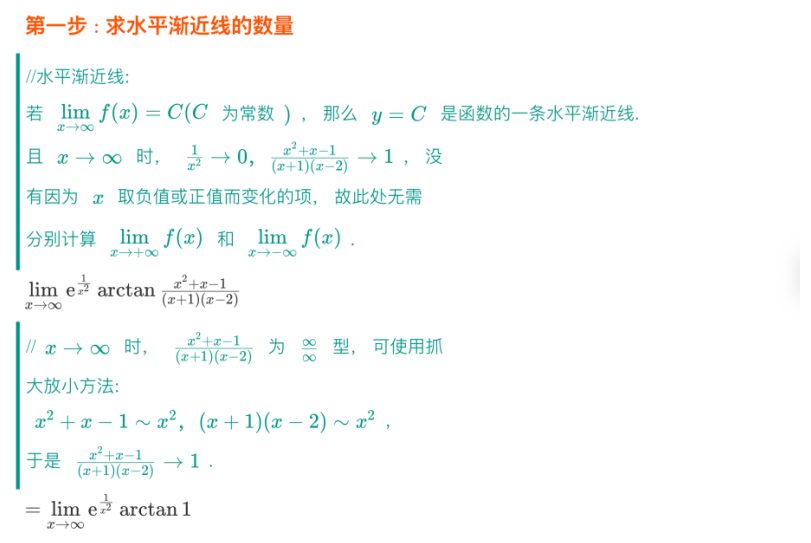 第一步：求水平渐近线的数量
//水平渐近线:
若 $\lim_{x \to \infty} f(x) = C(C$ 为常数 )， 那么 $y = C$ 是函数的一条水平渐近线.
且 $x \to \infty$ 时， $\frac{1}{x^2} \to 0$, $\frac{x^2+x-1}{(x+1)(x-2)} \to 1$ ，没
有因为 $x$ 取负值或正值而变化的项， 故此处无需
分别计算 $\lim_{x \to +\infty} f(x)$ 和 $\lim_{x \to -\infty} f(x)$ .
$\lim_{x \to \infty} \mathrm{e}^{\frac{1}{x^2}} \arctan \frac{x^2+x-1}{(x+1)(x-2)}$
// $x \to \infty$ 时， $\frac{x^2+x-1}{(x+1)(x-2)}$ 为 $\frac{\infty}{\infty}$ 型， 可使用抓
大放小方法:
$x^2 + x - 1 \sim x^2$, $(x+1)(x-2) \sim x^2$ ，
于是 $\frac{x^2+x-1}{(x+1)(x-2)} \to 1$ .
$= \lim_{x \to \infty} \mathrm{e}^{\frac{1}{x^2}} \arctan 1$